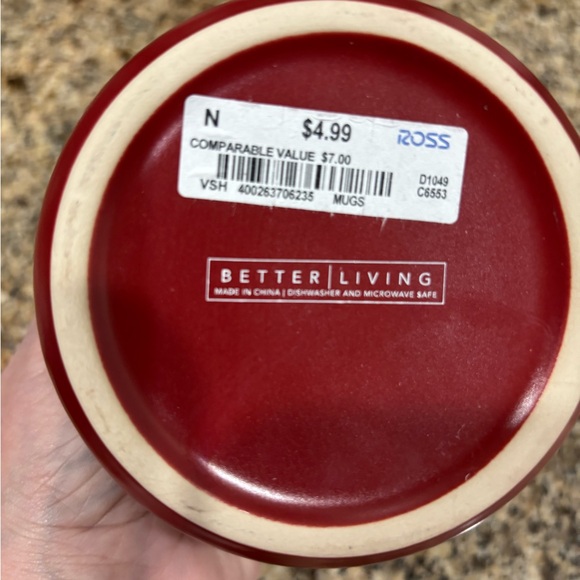 N $4.99 ROSS
COMPARABLE VALUE $7.00
D1049
VSH 400263706235 MUGS C6553
BETTER|LIVING
MADE IN CHINA | DISHWASHER AND MICROWAVE SAFE